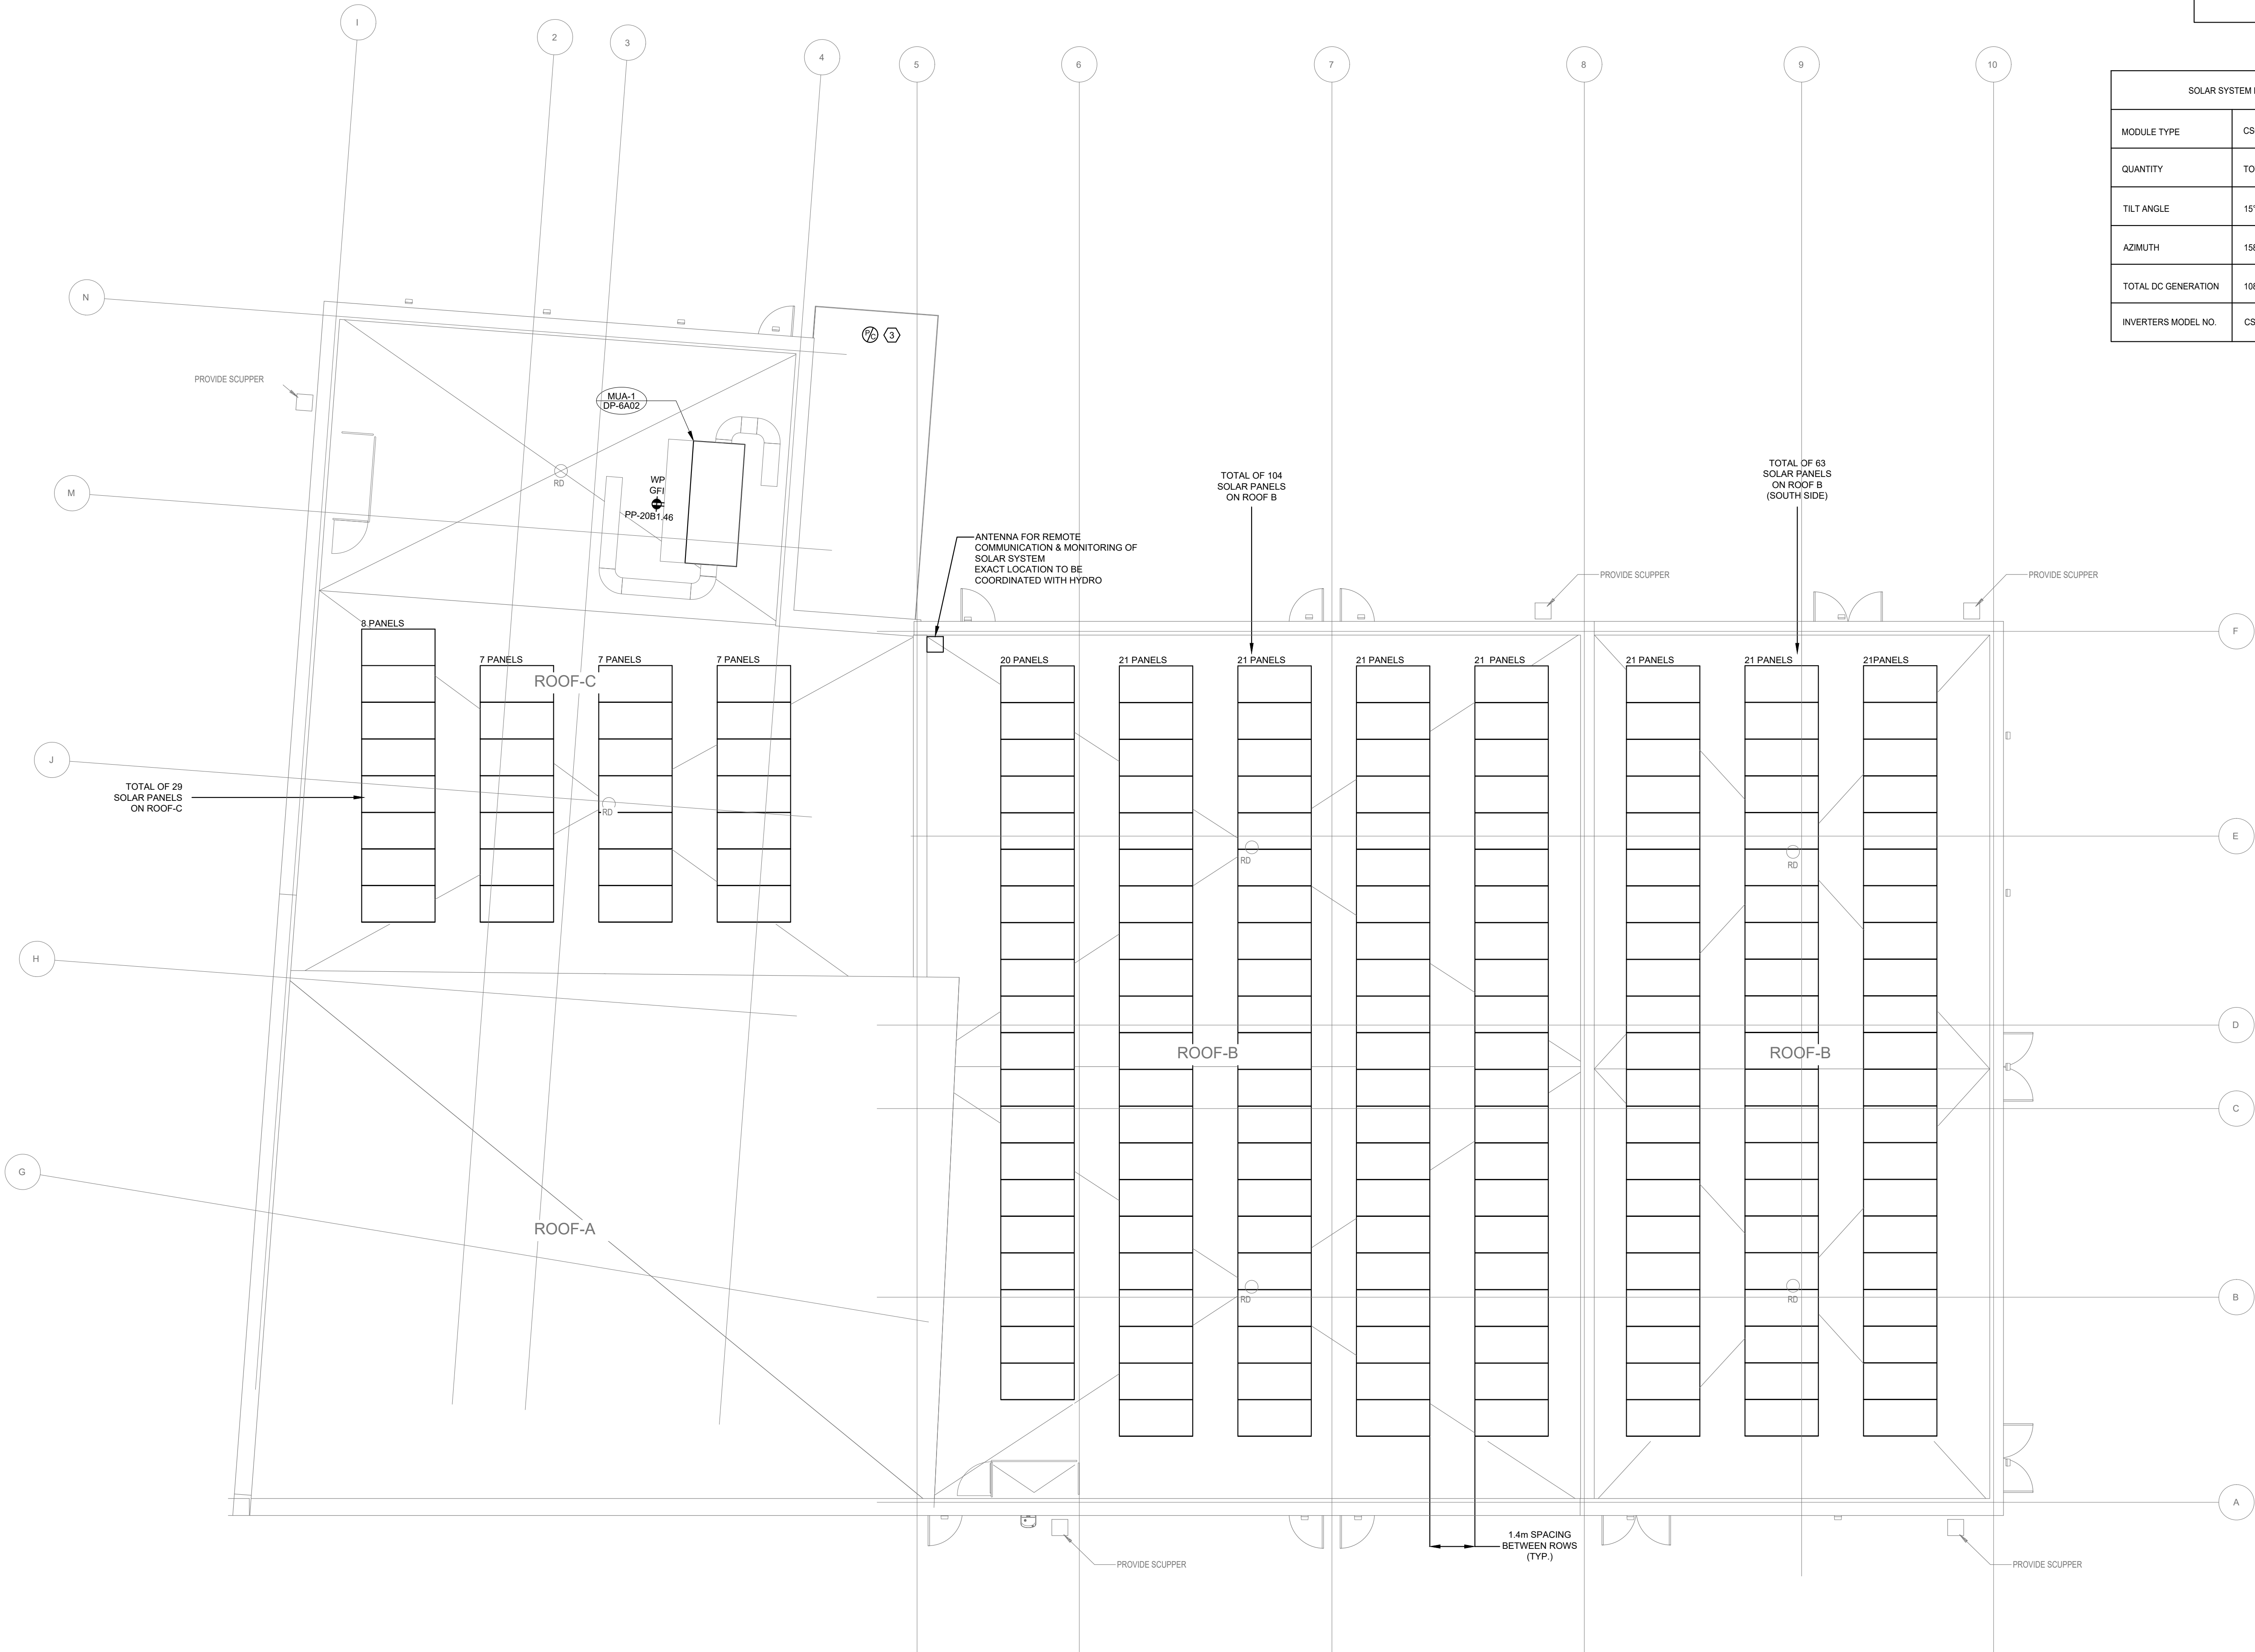 I
2
3
4
5
6
7
8
9
10
SOLAR SYSTEM
MODULE TYPE
CS
QUANTITY
TO
TILT ANGLE
15°
AZIMUTH
158
TOTAL DC GENERATION
108
INVERTERS MODEL NO.
CS
N
M
J
H
G
F
E
D
C
B
A
P/C
3
PROVIDE SCUPPER
MUA-1
DP-6A02
RD
WP
GFI
PP-20B1.46
ANTENNA FOR REMOTE
COMMUNICATION & MONITORING OF
SOLAR SYSTEM
EXACT LOCATION TO BE
COORDINATED WITH HYDRO
TOTAL OF 104
SOLAR PANELS
ON ROOF B
TOTAL OF 63
SOLAR PANELS
ON ROOF B
(SOUTH SIDE)
PROVIDE SCUPPER
PROVIDE SCUPPER
8 PANELS
7 PANELS
7 PANELS
7 PANELS
20 PANELS
21 PANELS
21 PANELS
21 PANELS
21 PANELS
21 PANELS
21 PANELS
21PANELS
ROOF-C
TOTAL OF 29
SOLAR PANELS
ON ROOF-C
RD
RD
RD
ROOF-B
ROOF-B
ROOF-A
RD
RD
1.4m SPACING
BETWEEN ROWS
(TYP.)
PROVIDE SCUPPER
PROVIDE SCUPPER